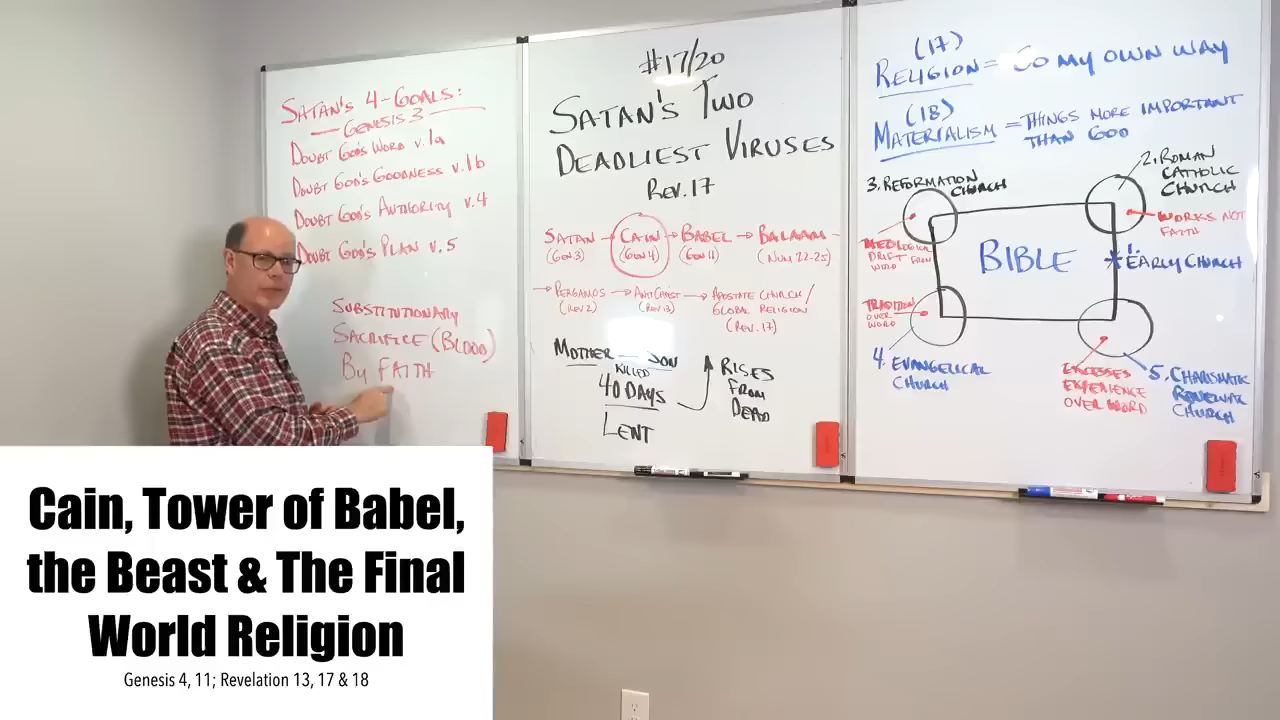 SATAN'S 4-GOALS:
GENESIS 3
DOUBT GOD'S WORD v.1a
DOUBT GOD'S GOODNESS v.1b
DOUBT GOD'S AUTHORITY v.4
DOUBT GOD'S PLAN v.5
SUBSTITUTIONARY
SACRIFICE (BLOOD)
By FAITH
#17/20
SATAN'S TWO
DEADLIEST VIRUSES
REV. 17
SATAN — CAIN → BABEL → BALAAM —
(GEN 3) (GEN 4) (GEN 11) (NUM 22-25)
→ PERGAMOS → ANTICHRIST → APOSTATE CHURCH/
(REV 2) (REV 13) GLOBAL RELIGION
(REV. 17)
MOTHER — SON
KILLED
40 DAYS
LENT
RISES
FROM
DEAD
(17)
RELIGION = GO MY OWN WAY
(18)
MATERIALISM = THINGS MORE IMPORTANT
THAN GOD
3. REFORMATION
CHURCH
2. ROMAN
CATHOLIC
CHURCH
WORKS NOT
FAITH
DRIFT FROM
WORD
BIBLE
1.
EARLY CHURCH
TRADITION
OVER
WORD
4. EVANGELICAL
CHURCH
EXCESSES
EXPERIENCE
OVER WORD
5. CHARISMATIC
RENEWAL
CHURCH
Cain, Tower of Babel,
the Beast & The Final
World Religion
Genesis 4, 11; Revelation 13, 17 & 18